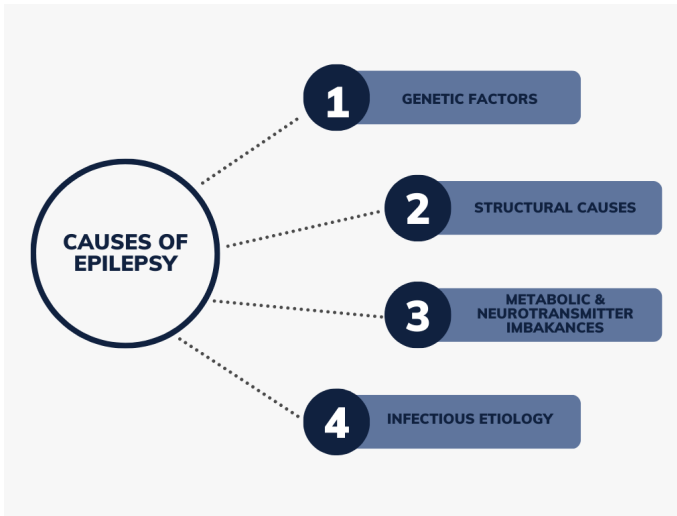 CAUSES OF
EPILEPSY
1
GENETIC FACTORS
2
STRUCTURAL CAUSES
3
METABOLIC &
NEUROTRANSMITTER
IMBAKANCES
4
INFECTIOUS ETIOLOGY